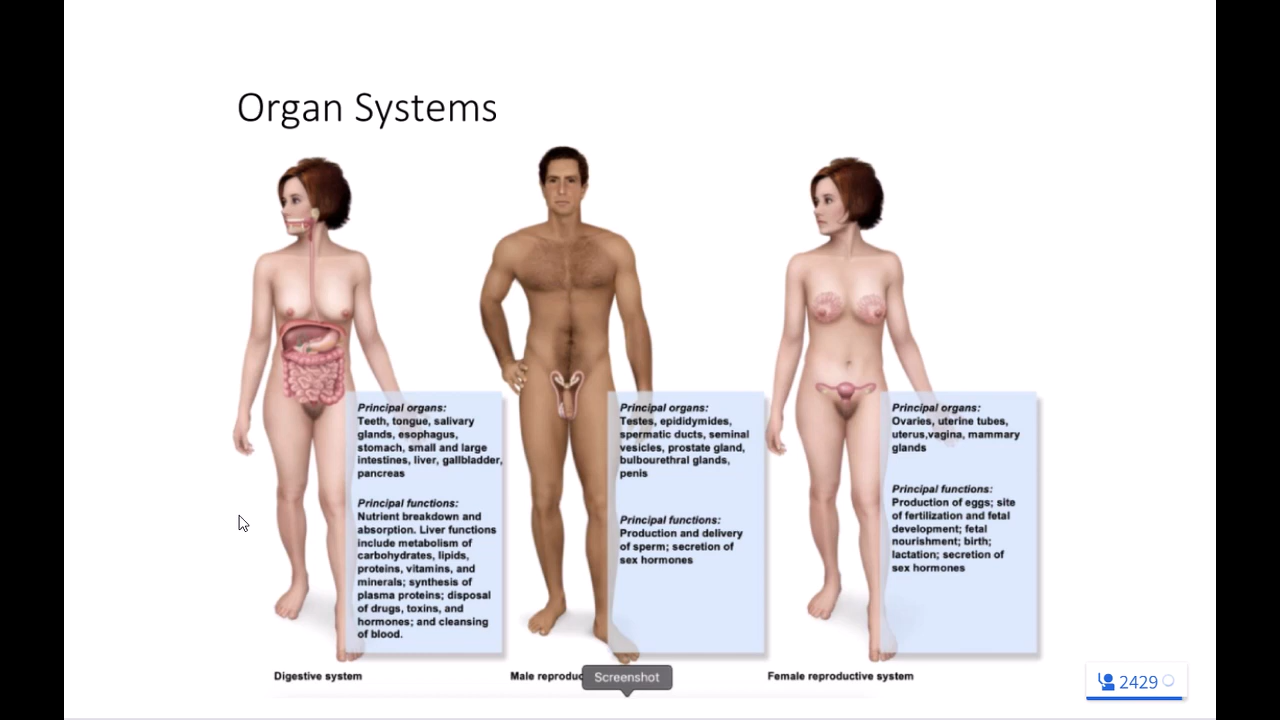 Organ Systems
Principal organs:
Teeth, tongue, salivary
glands, esophagus,
stomach, small and large
intestines, liver, gallbladder,
pancreas
Principal functions:
Nutrient breakdown and
absorption. Liver functions
include metabolism of
carbohydrates, lipids,
proteins, vitamins, and
minerals; synthesis of
plasma proteins; disposal
of drugs, toxins, and
hormones; and cleansing
of blood.
Digestive system
Principal organs:
Testes, epididymides,
spermatic ducts, seminal
vesicles, prostate gland,
bulbourethral glands,
penis
Principal functions:
Production and delivery
of sperm; secretion of
sex hormones
Male reproduc
Screenshot
Principal organs:
Ovaries, uterine tubes,
uterus,vagina, mammary
glands
Principal functions:
Production of eggs; site
of fertilization and fetal
development; fetal
nourishment; birth;
lactation; secretion of
sex hormones
Female reproductive system
2429